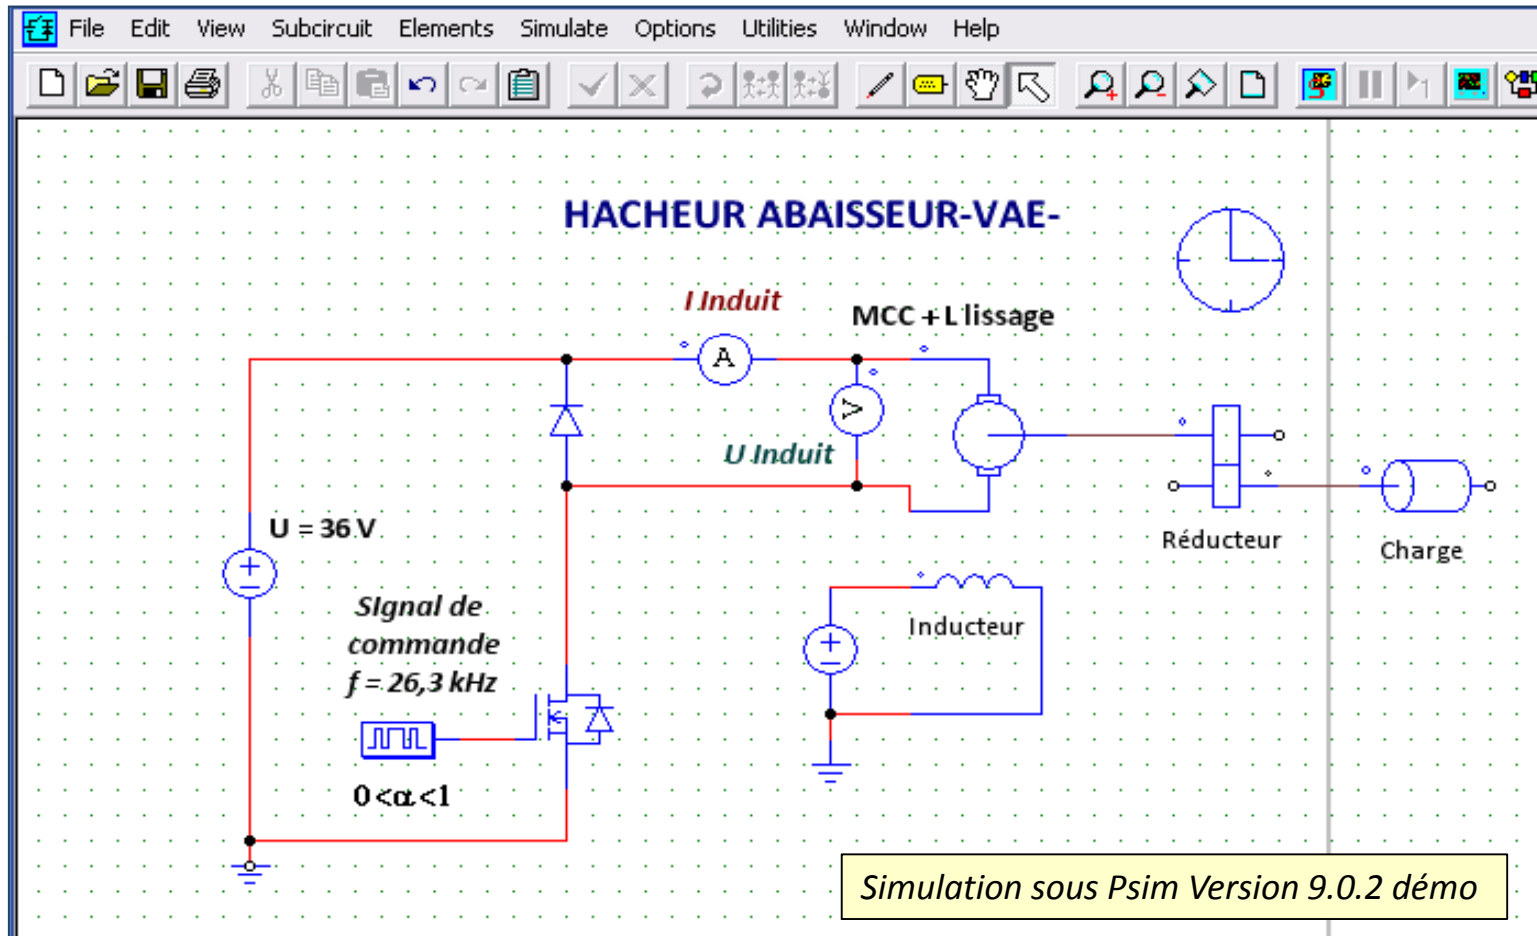 File Edit View Subcircuit Elements Simulate Options Utilities Window Help
HACHEUR ABAISSEUR-VAE-
I Induit
MCC + L lissage
A
V
U Induit
U = 36 V
Réducteur
Charge
SIgnal de
commande
f = 26,3 kHz
Inducteur
0<α<1
Simulation sous Psim Version 9.0.2 démo